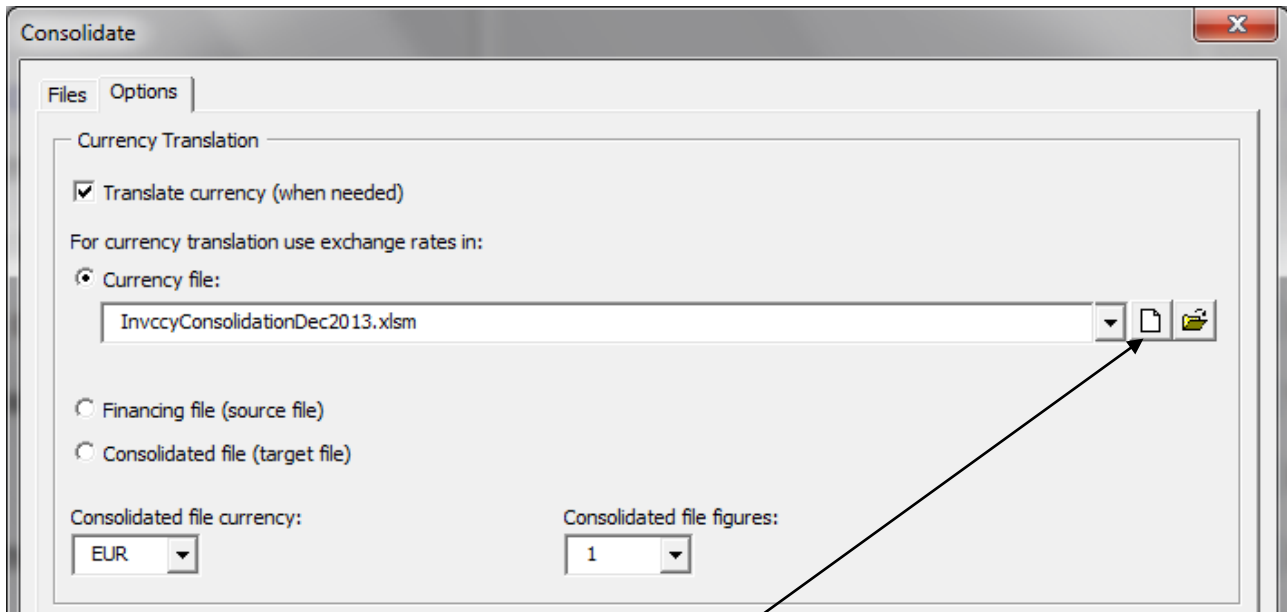 Consolidate
Files Options
Currency Translation
Translate currency (when needed)
For currency translation use exchange rates in:
Currency file:
InvccyConsolidationDec2013.xlsm
Financing file (source file)
Consolidated file (target file)
Consolidated file currency: Consolidated file figures:
EUR 1